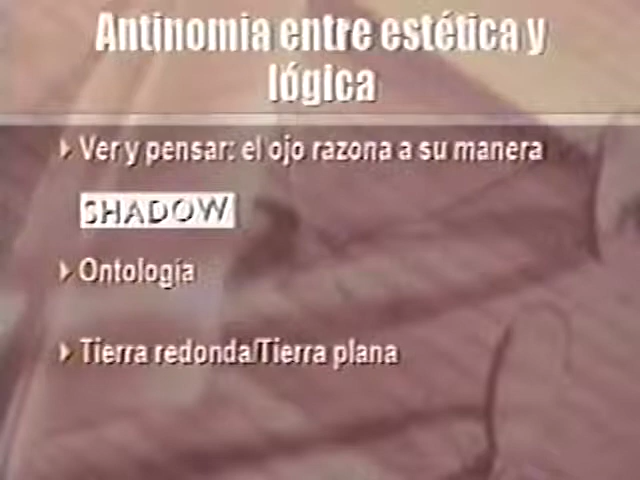 Antinomia entre estética y
lógica
Ver y pensar: el ojo razona a su manera
SHADOW
Ontología
Tierra redonda/Tierra plana